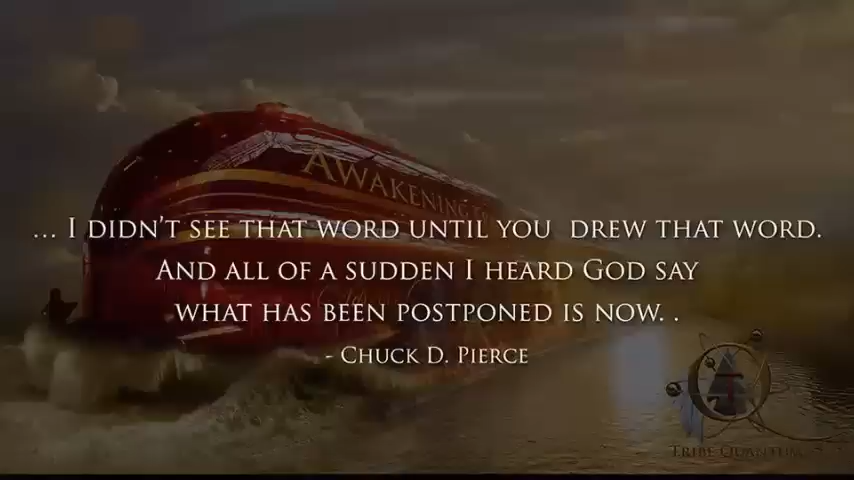 AWAKENING
... I DIDN'T SEE THAT WORD UNTIL YOU DREW THAT WORD.
AND ALL OF A SUDDEN I HEARD GOD SAY
WHAT HAS BEEN POSTPONED IS NOW. .
- CHUCK D. PIERCE
T
TRIBE QUANTUM